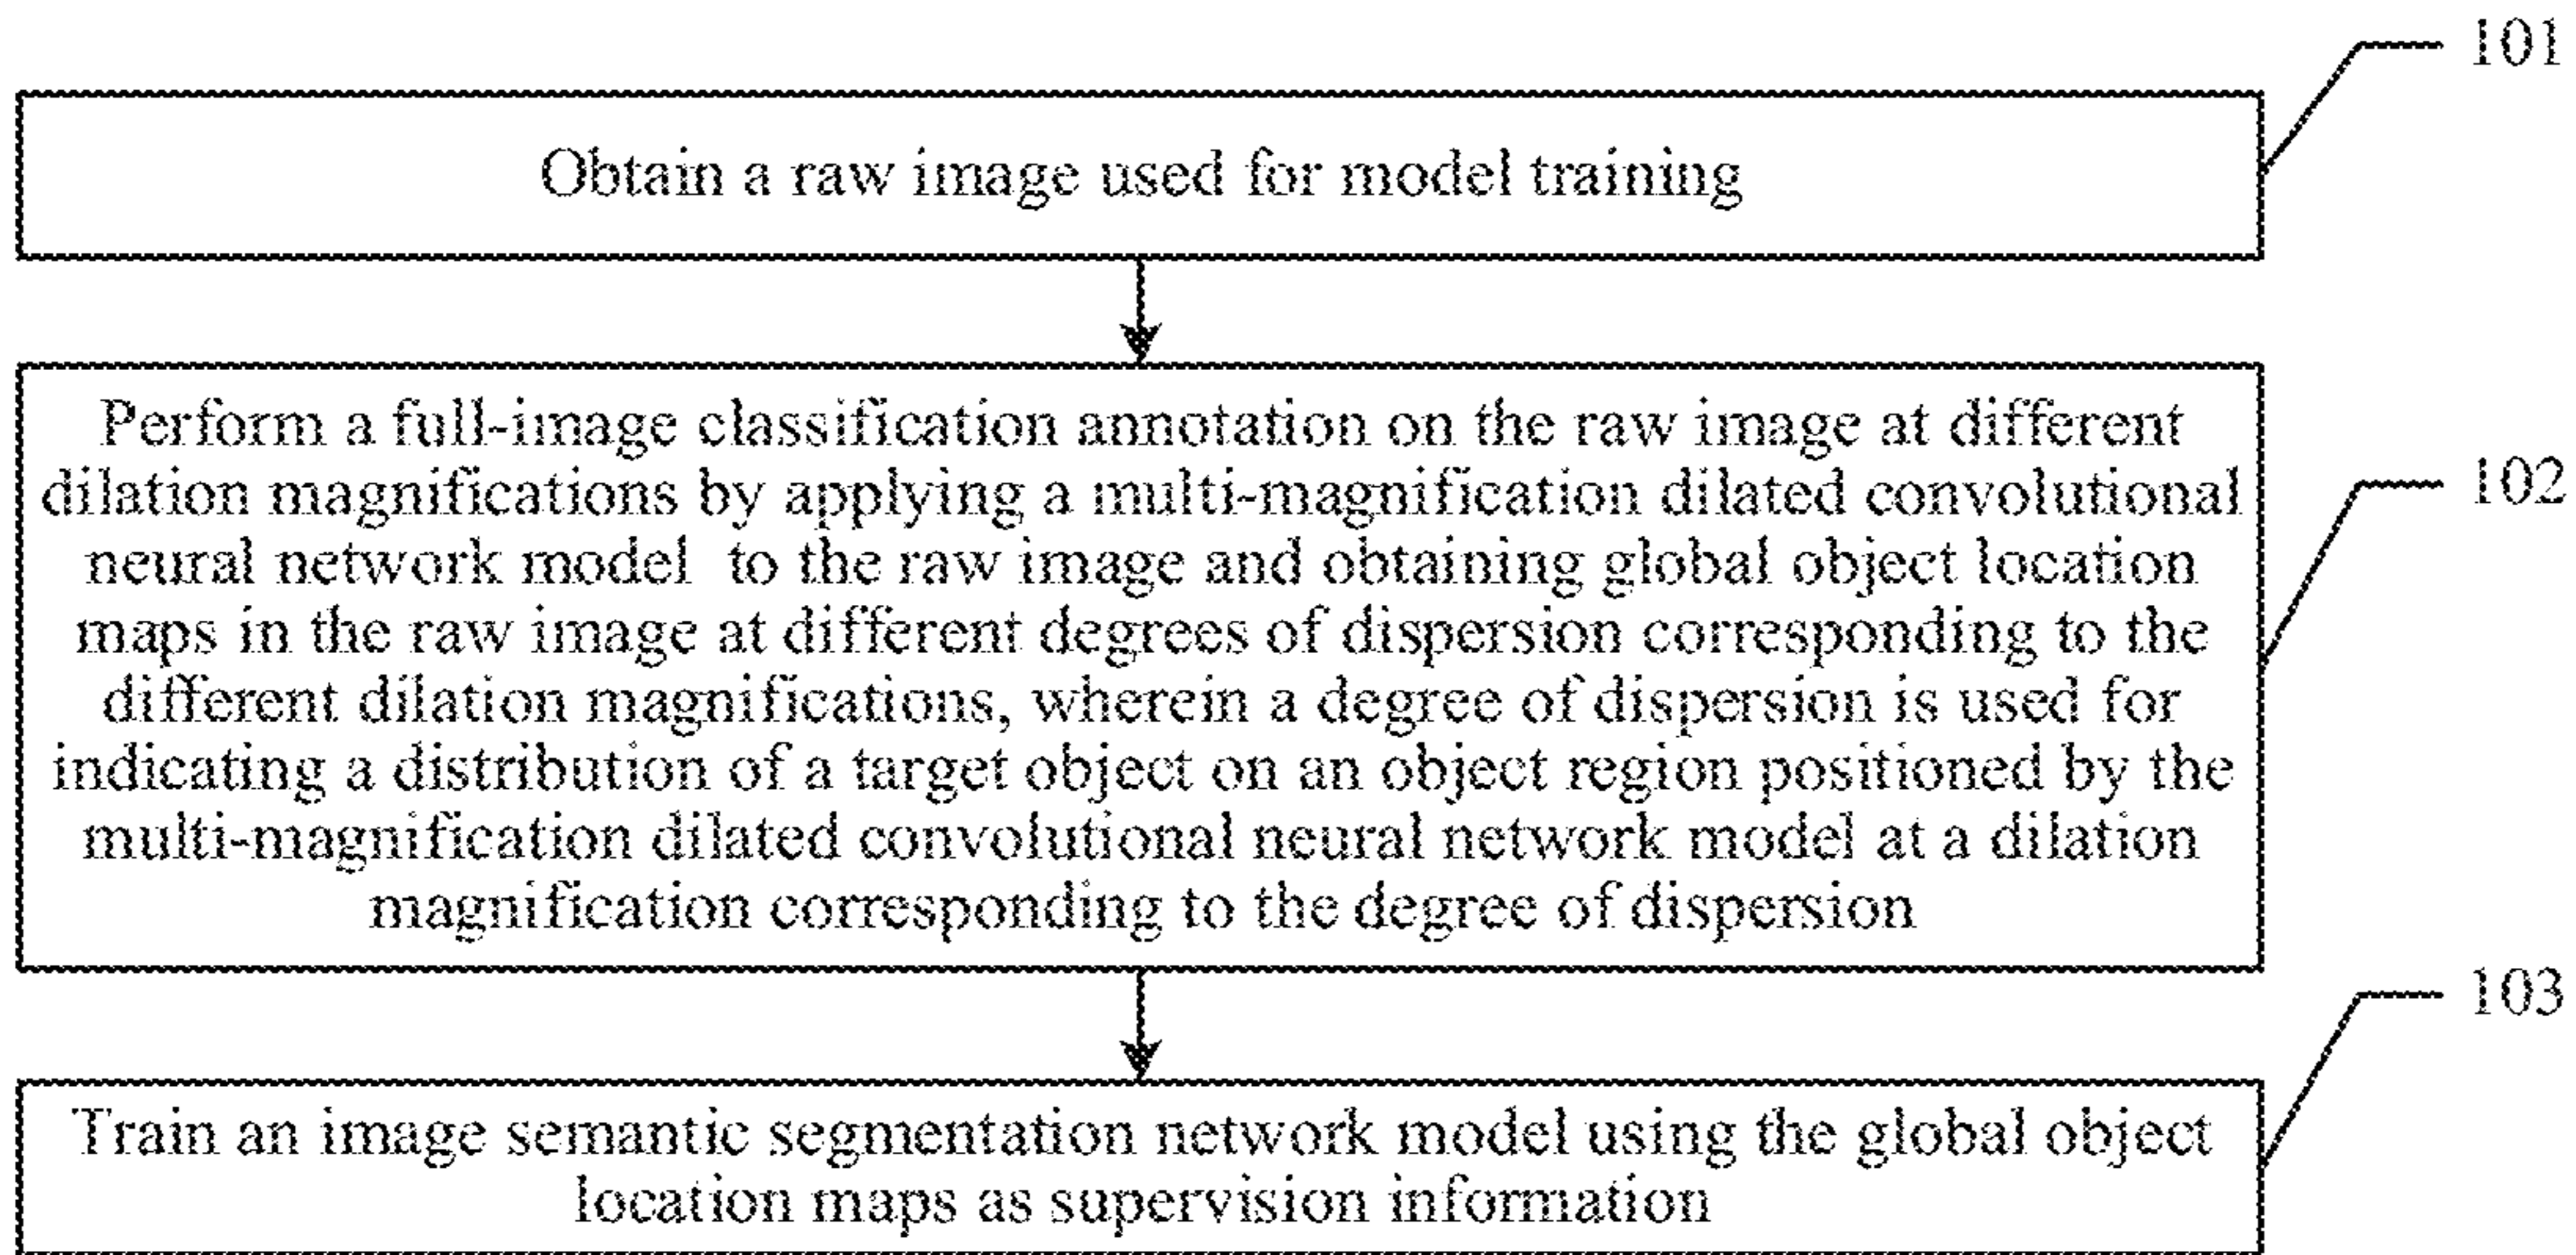 101
Obtain a raw image used for model training
Perform a full-image classification annotation on the raw image at different
dilation magnifications by applying a multi-magnification dilated convolutional
102
neural network model to the raw image and obtaining global object location
maps in the raw image at different degrees of dispersion corresponding to the
different dilation magnifications, wherein a degree of dispersion is used for
indicating a distribution of a target object on an object region positioned by the
multi-magnification dilated convolutional neural network model at a dilation
magnification corresponding to the degree of dispersion
103
Train an image semantic segmentation network model using the global object
location maps as supervision information